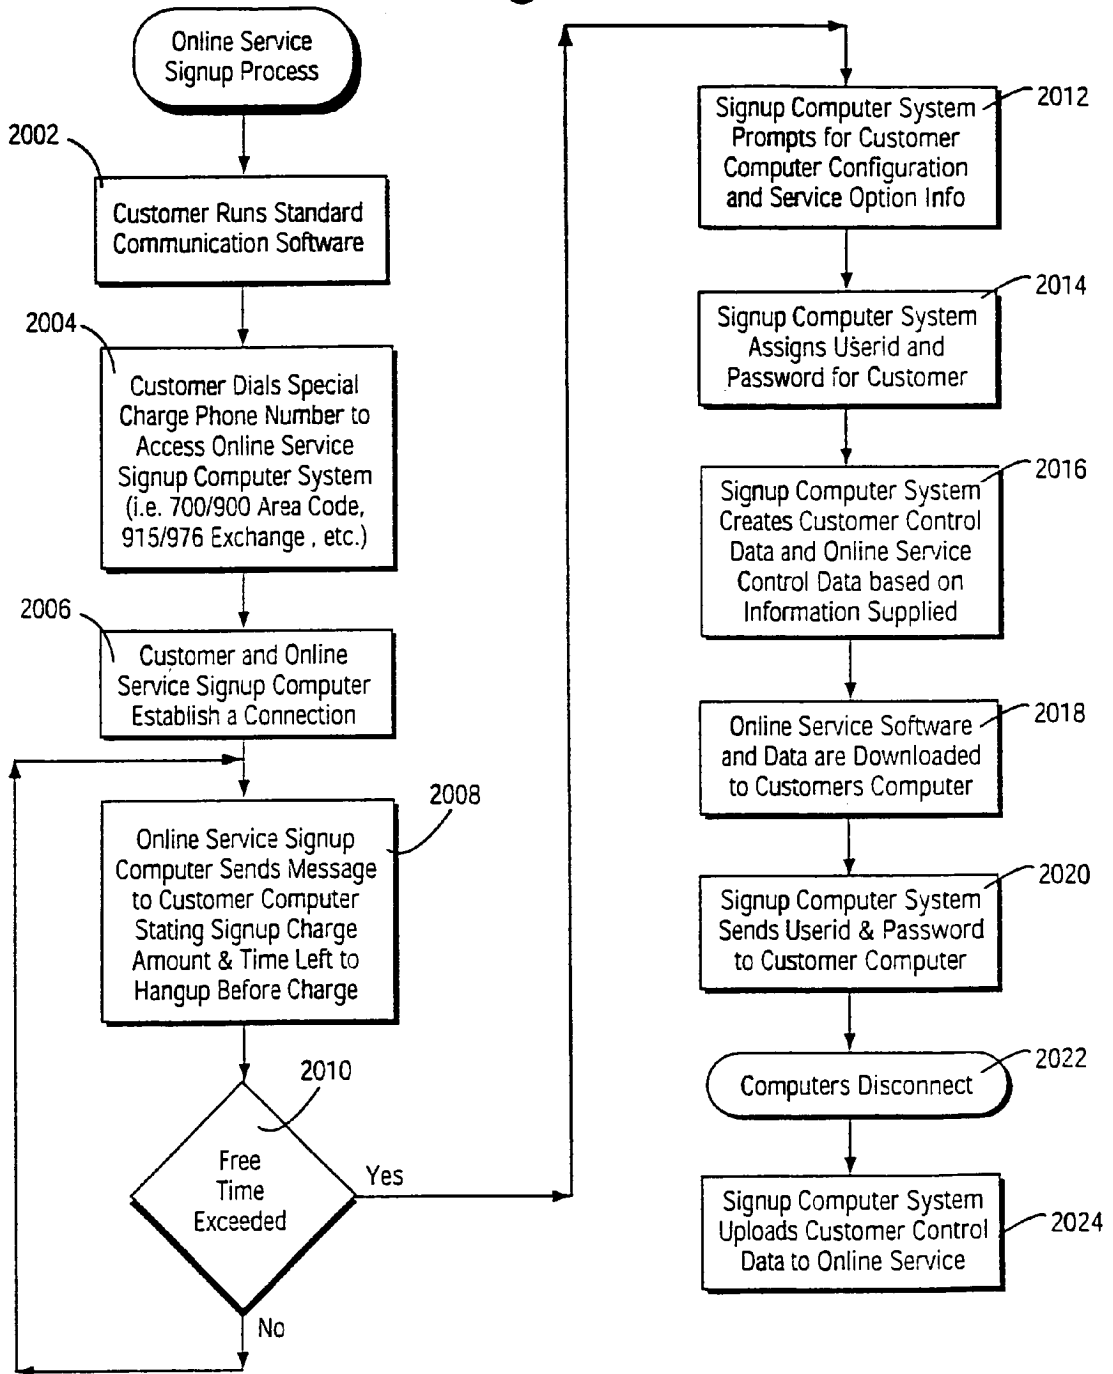 Online Service
Signup Process
2002
Customer Runs Standard
Communication Software
2004
Customer Dials Special
Charge Phone Number to
Access Online Service
Signup Computer System
(i.e. 700/900 Area Code,
915/976 Exchange , etc.)
2006
Customer and Online
Service Signup Computer
Establish a Connection
2008
Online Service Signup
Computer Sends Message
to Customer Computer
Stating Signup Charge
Amount & Time Left to
Hangup Before Charge
2010
Free
Time
Exceeded
Yes
No
2012
Signup Computer System
Prompts for Customer
Computer Configuration
and Service Option Info
2014
Signup Computer System
Assigns Userid and
Password for Customer
2016
Signup Computer System
Creates Customer Control
Data and Online Service
Control Data based on
Information Supplied
2018
Online Service Software
and Data are Downloaded
to Customers Computer
2020
Signup Computer System
Sends Userid & Password
to Customer Computer
2022
Computers Disconnect
2024
Signup Computer System
Uploads Customer Control
Data to Online Service